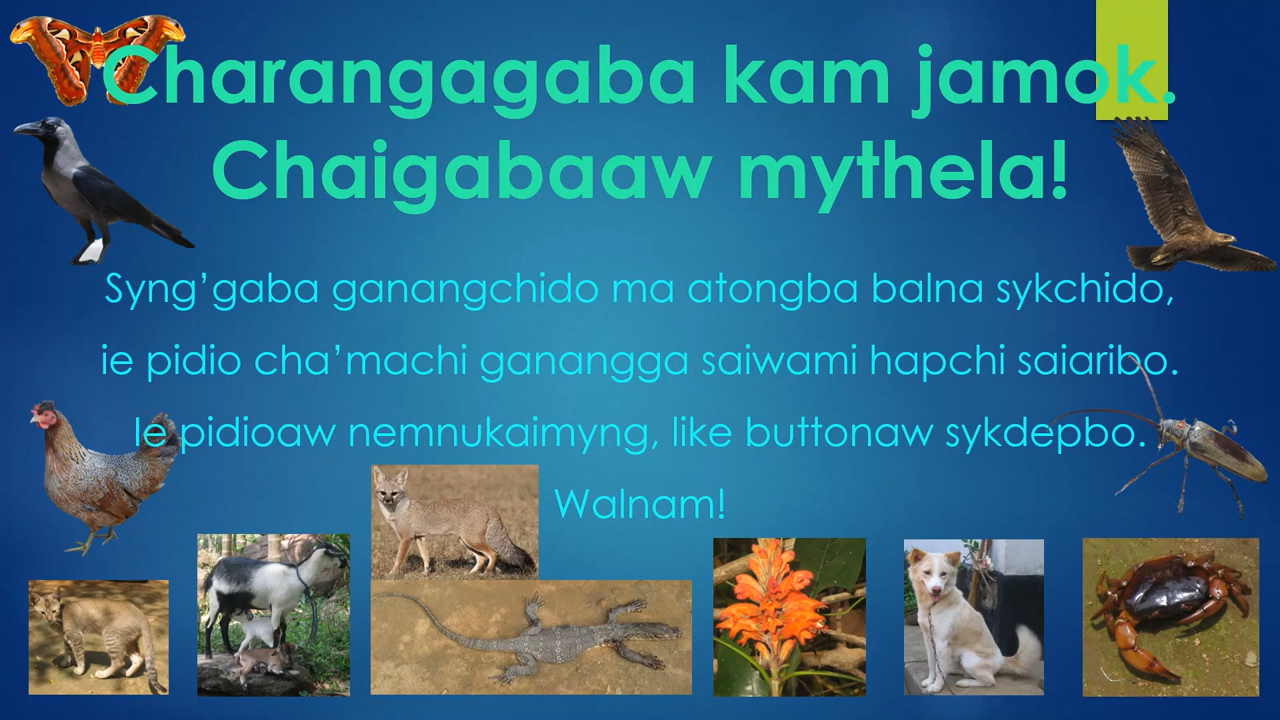 Charangagaba kam jamok.
Chaigabaaw mythela!
Syng’gaba ganangchido ma atongba balna sykchido,
ie pidio cha’machi ganangga saiwami hapchi saiaribo.
Ie pidioaw nemnukaimyng, like buttonaw sykdepbo.
Walnam!